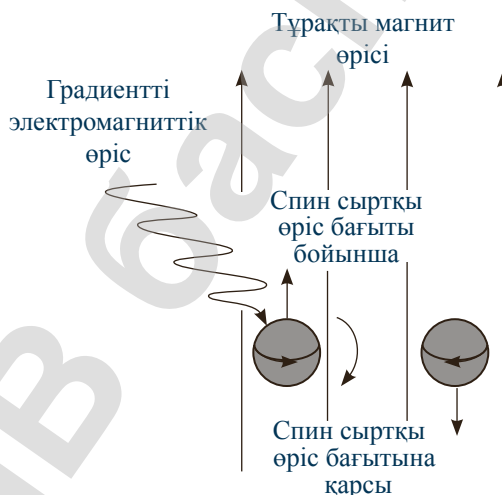 Тұрақты магнит
өрісі
Градиентті
электромагниттік
өріс
Спин сыртқы
өріс бағыты
бойынша
Спин сыртқы
өріс бағытына
қарсы